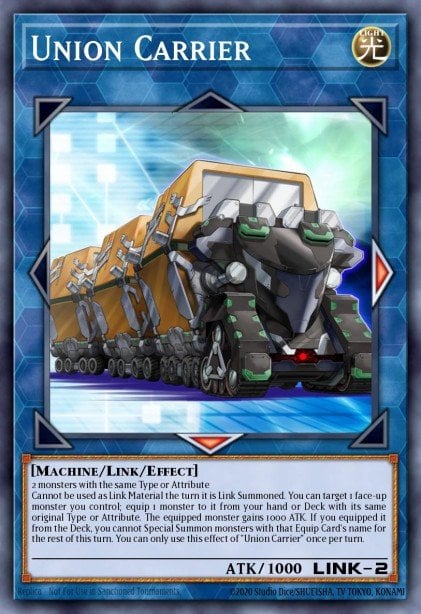 UNION CARRIER
LIGHT
光
[MACHINE/LINK/EFFECT]
2 monsters with the same Type or Attribute
Cannot be used as Link Material the turn it is Link Summoned. You can target 1 face-up
monster you control; equip 1 monster to it from your hand or Deck with its same
original Type or Attribute. The equipped monster gains 1000 ATK. If you equipped it
from the Deck, you cannot Special Summon monsters with that Equip Card's name
for the rest of this turn. You can only use this effect of "Union Carrier" once per turn.
ATK/1000 LINK-2
Replica - Not For Use in Sanctioned Tornmanents. ©2020 Studio Dice/SHUEISHA, TV TOKYO, KONAMI